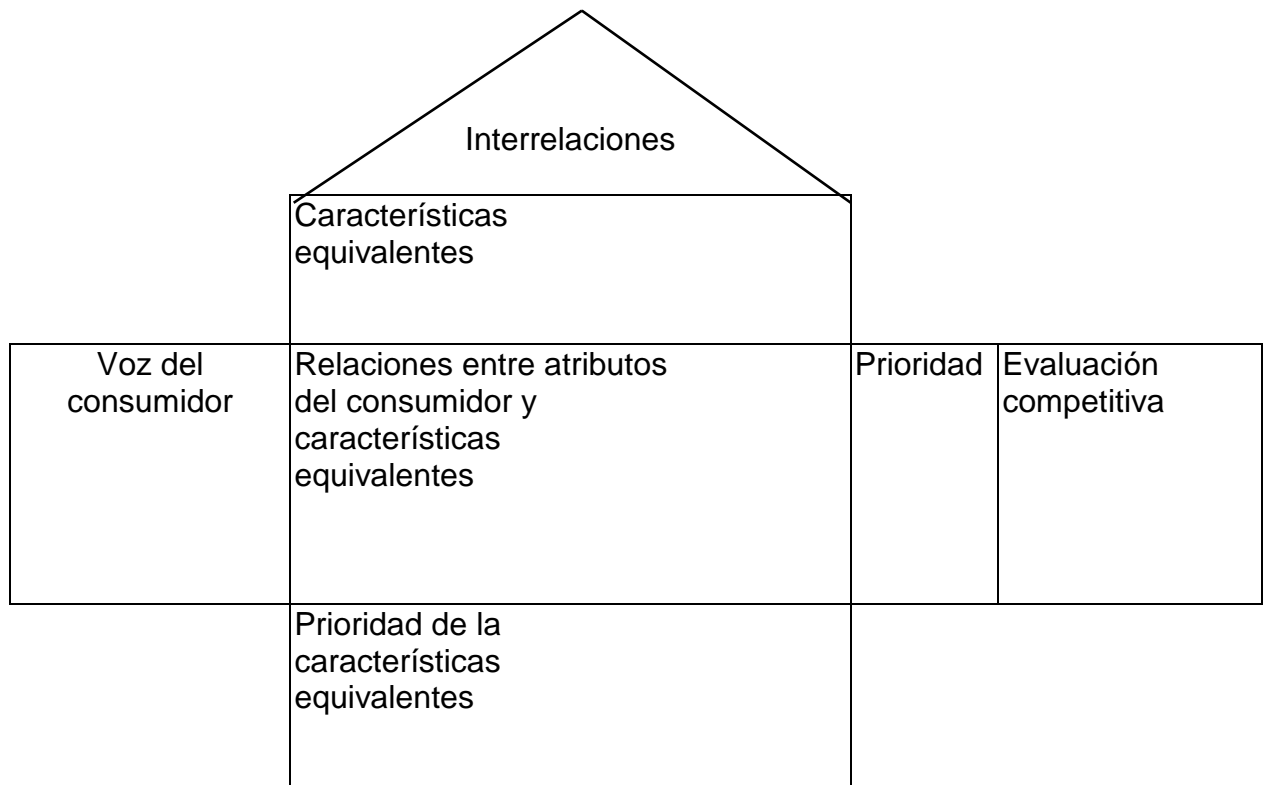 Interrelaciones
Características
equivalentes
Voz del
consumidor
Relaciones entre atributos
del consumidor y
características
equivalentes
Prioridad
Evaluación
competitiva
Prioridad de la
características
equivalentes